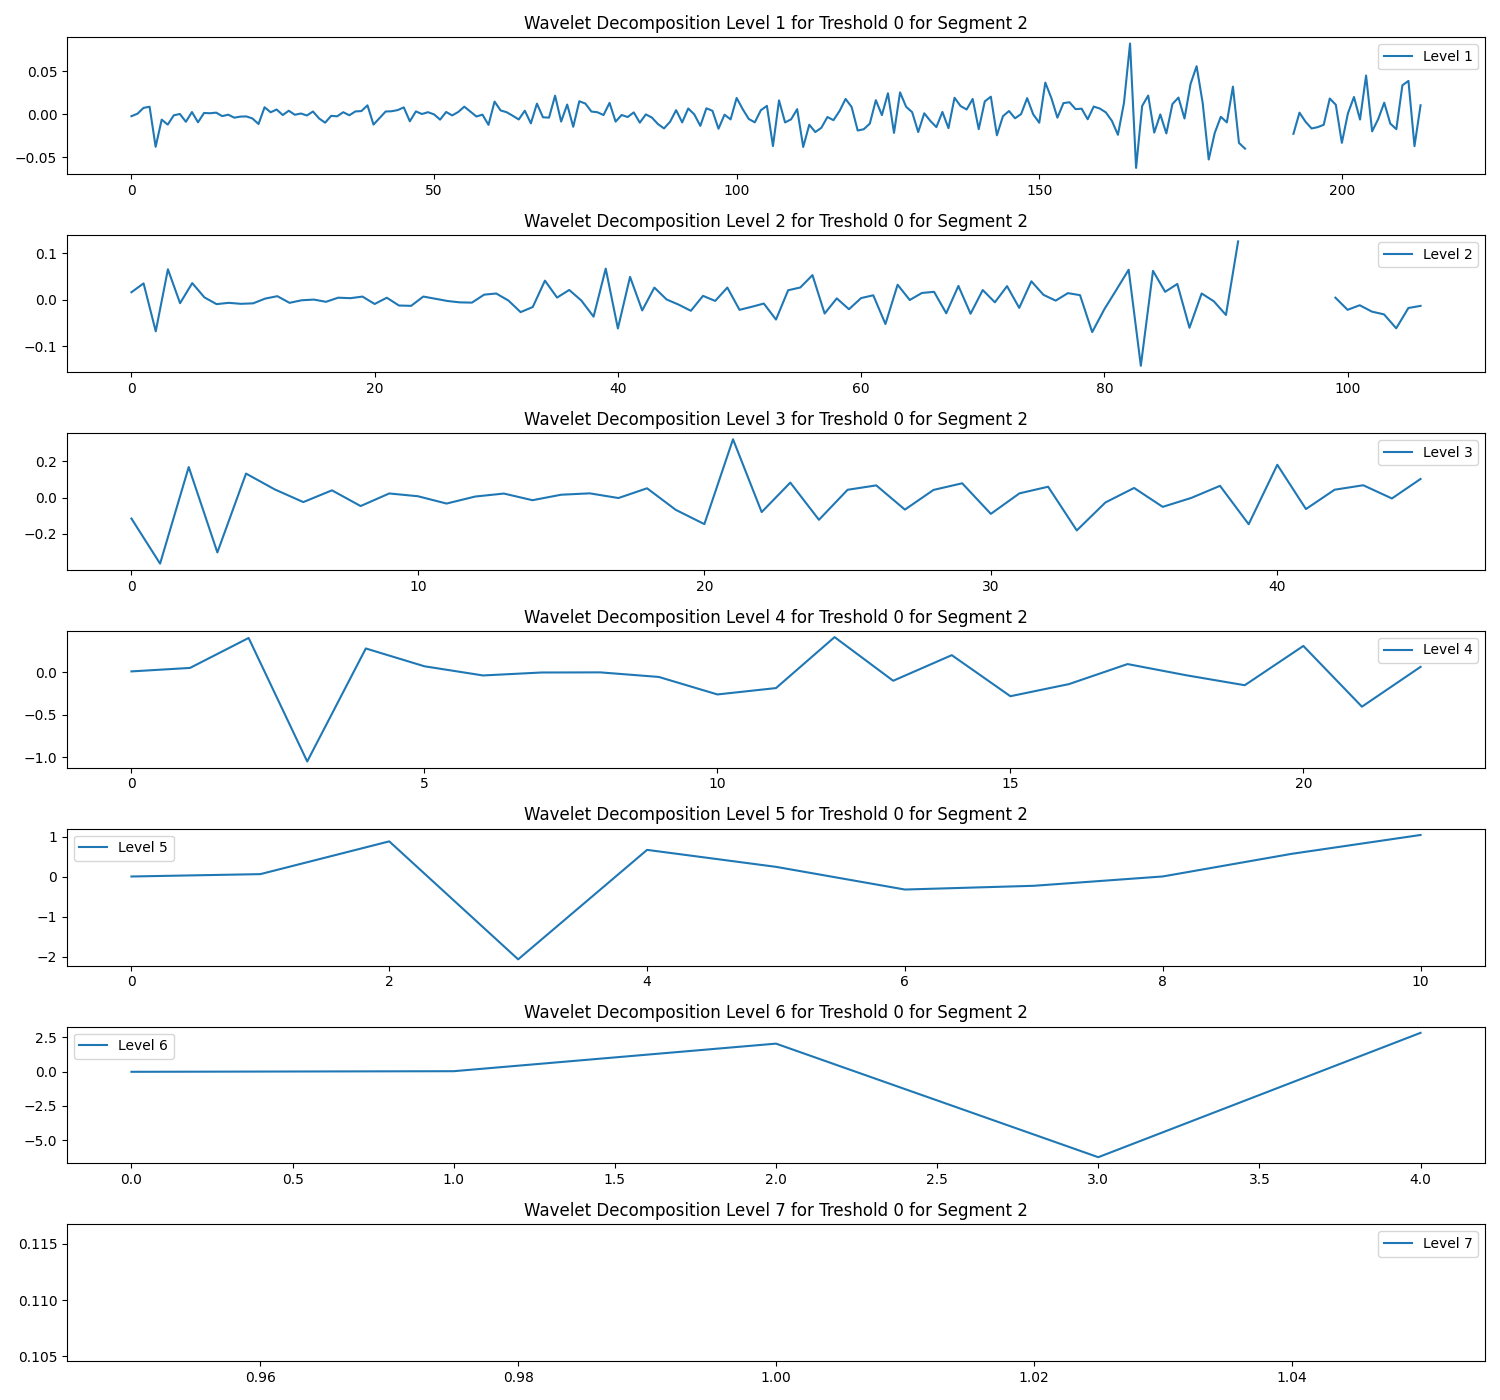 Wavelet Decomposition Level 1 for Treshold 0 for Segment 2
Level 1
0.05
0.00
−0.05
0 50 100 150 200
Wavelet Decomposition Level 2 for Treshold 0 for Segment 2
Level 2
0.1
0.0
−0.1
0 20 40 60 80 100
Wavelet Decomposition Level 3 for Treshold 0 for Segment 2
Level 3
0.2
0.0
−0.2
0 10 20 30 40
Wavelet Decomposition Level 4 for Treshold 0 for Segment 2
Level 4
0.0
−0.5
−1.0
0 5 10 15 20
Wavelet Decomposition Level 5 for Treshold 0 for Segment 2
Level 5
1
0
−1
−2
0 2 4 6 8 10
Wavelet Decomposition Level 6 for Treshold 0 for Segment 2
Level 6
2.5
0.0
−2.5
−5.0
0.0 0.5 1.0 1.5 2.0 2.5 3.0 3.5 4.0
Wavelet Decomposition Level 7 for Treshold 0 for Segment 2
Level 7
0.115
0.110
0.105
0.96 0.98 1.00 1.02 1.04